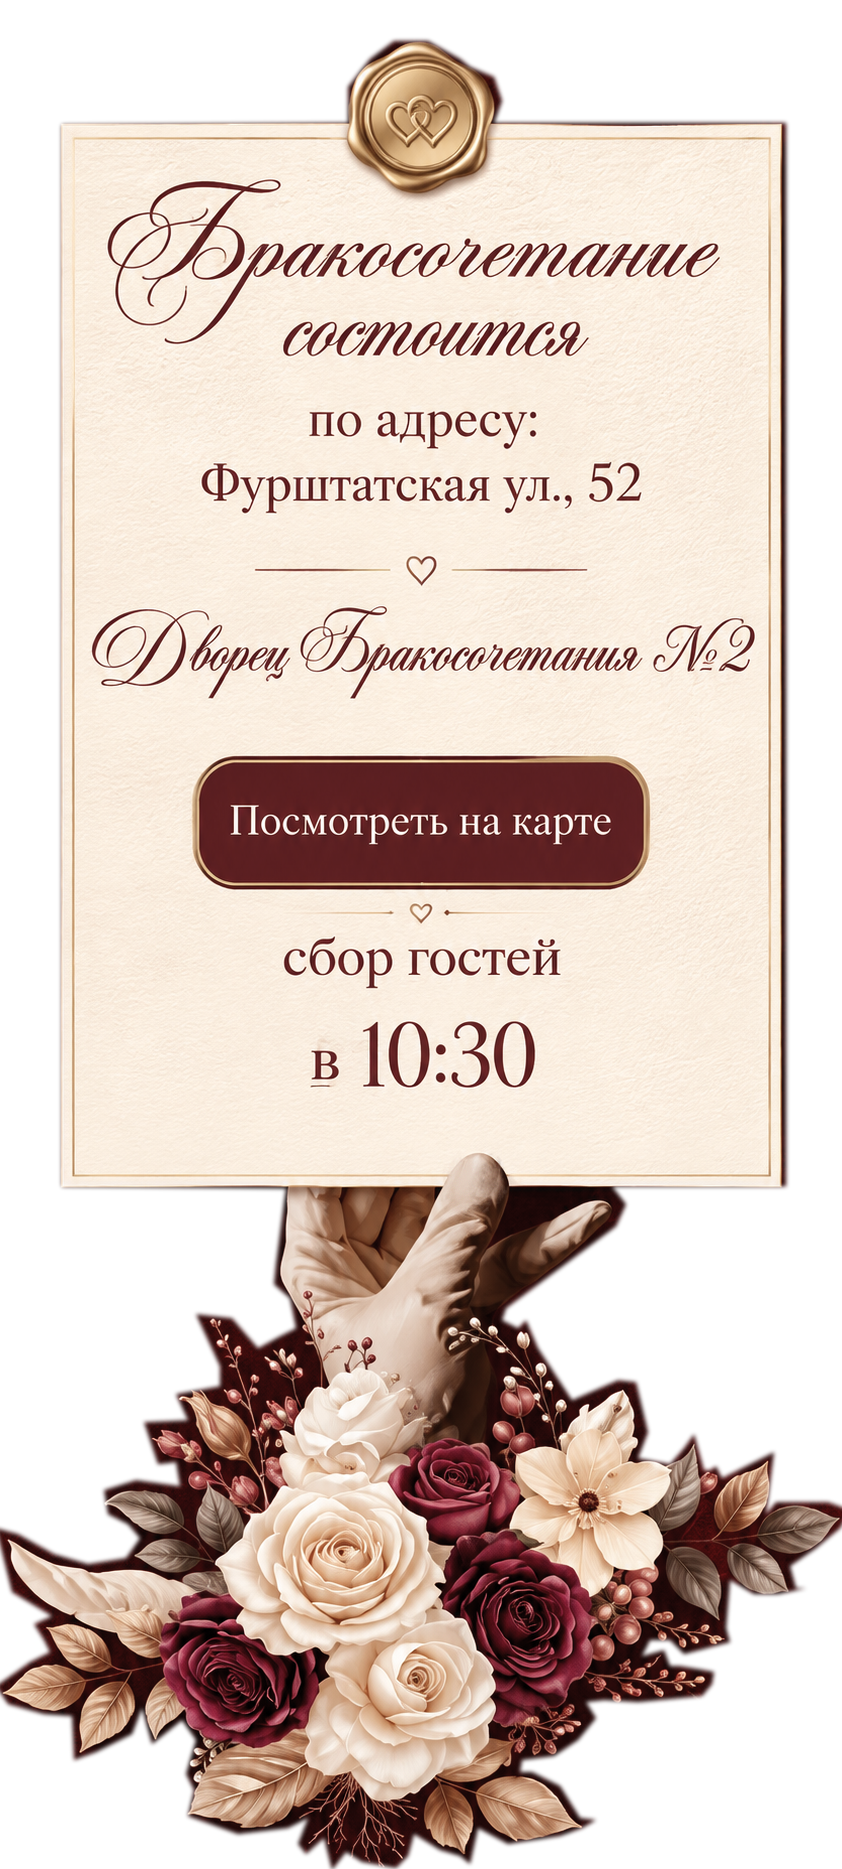 Бракосочетание
состоится
по адресу:
Фурштатская ул., 52
Дворец Бракосочетания №2
Посмотреть на карте
сбор гостей
в 10:30